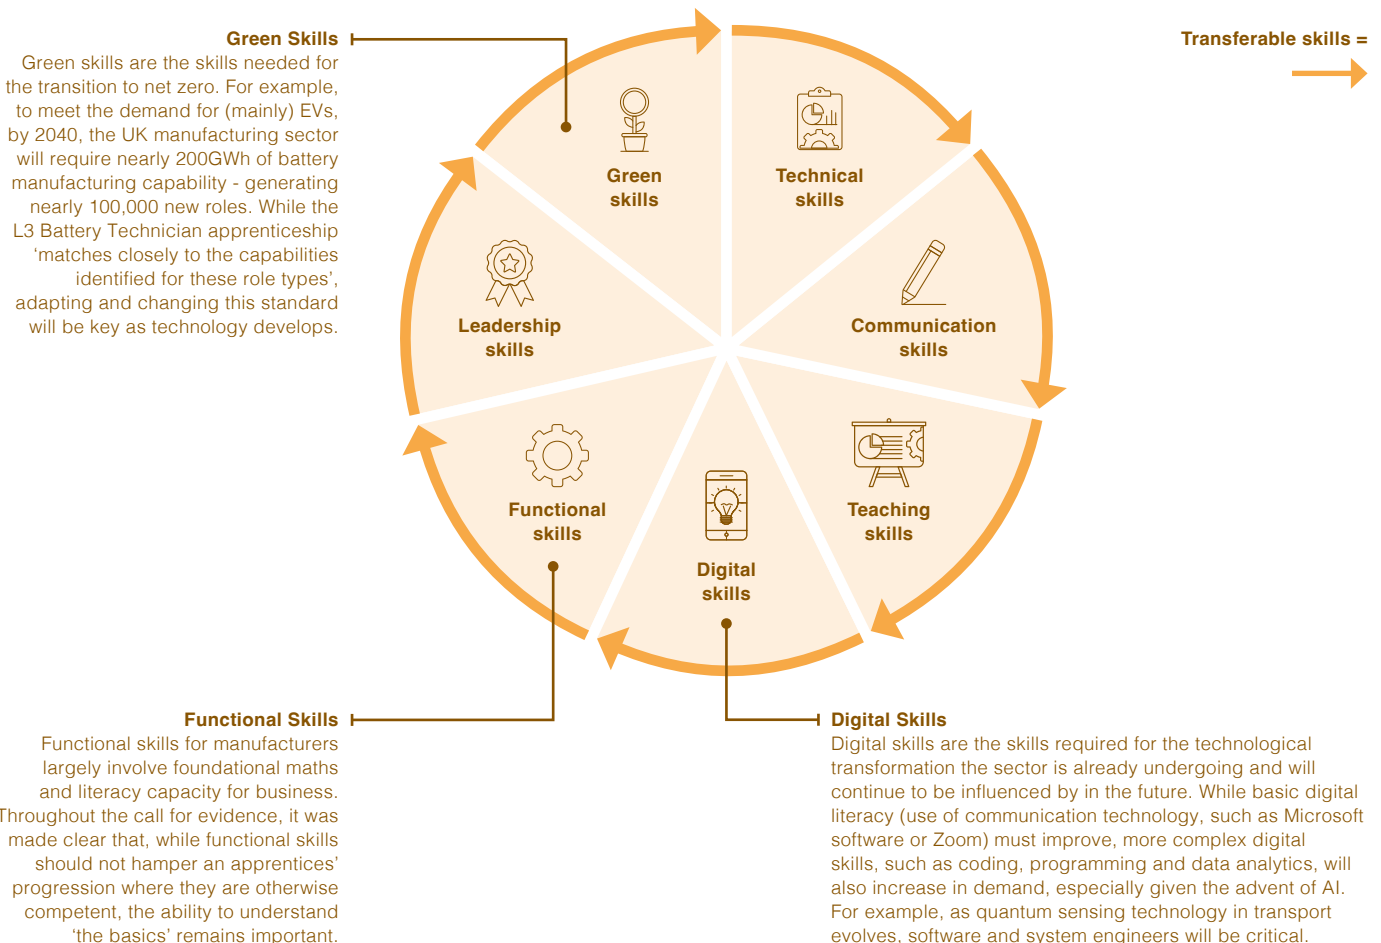 Green Skills
Green skills are the skills needed for
the transition to net zero. For example,
to meet the demand for (mainly) EVs,
by 2040, the UK manufacturing sector
will require nearly 200GWh of battery
manufacturing capability - generating
nearly 100,000 new roles. While the
L3 Battery Technician apprenticeship
‘matches closely to the capabilities
identified for these role types’,
adapting and changing this standard
will be key as technology develops.
Transferable skills =
Green
skills
Technical
skills
Leadership
skills
Communication
skills
Functional
skills
Teaching
skills
Digital
skills
Functional Skills
Functional skills for manufacturers
largely involve foundational maths
and literacy capacity for business.
Throughout the call for evidence, it was
made clear that, while functional skills
should not hamper an apprentices’
progression where they are otherwise
competent, the ability to understand
‘the basics’ remains important.
Digital Skills
Digital skills are the skills required for the technological
transformation the sector is already undergoing and will
continue to be influenced by in the future. While basic digital
literacy (use of communication technology, such as Microsoft
software or Zoom) must improve, more complex digital
skills, such as coding, programming and data analytics, will
also increase in demand, especially given the advent of AI.
For example, as quantum sensing technology in transport
evolves, software and system engineers will be critical.